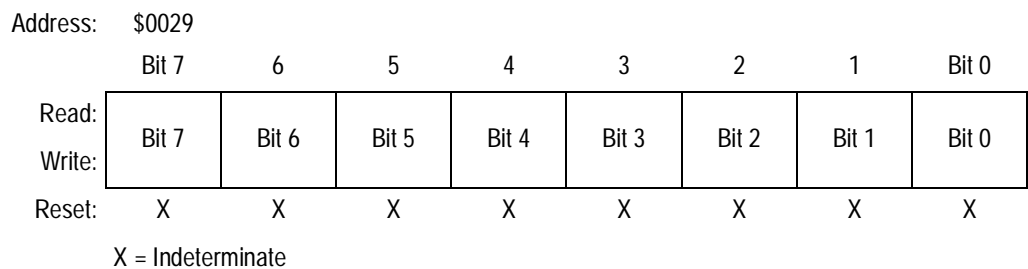 Address: $0029
Bit 7 6 5 4 3 2 1 Bit 0
Read:
Bit 7 Bit 6 Bit 5 Bit 4 Bit 3 Bit 2 Bit 1 Bit 0
Write:
Reset: X X X X X X X X
X = Indeterminate